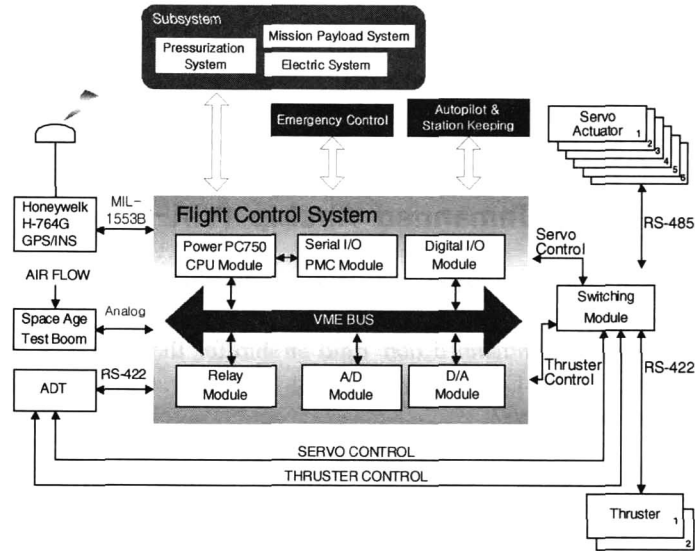 Subsystem
Mission Payload System
Pressurization
System
Electric System
Emergency Control
Autopilot &
Station Keeping
Servo
Actuator
1
2
3
4
5
6
Honeywelk
H-764G
GPS/INS
MIL-
1553B
Flight Control System
RS-485
Power PC750
CPU Module
Serial I/O
PMC Module
Digital I/O
Module
Servo
Control
AIR FLOW
Space Age
Test Boom
Analog
VME BUS
Switching
Module
ADT
RS-422
Relay
Module
A/D
Module
D/A
Module
Thruster
Control
RS-422
SERVO CONTROL
THRUSTER CONTROL
Thruster
1
2